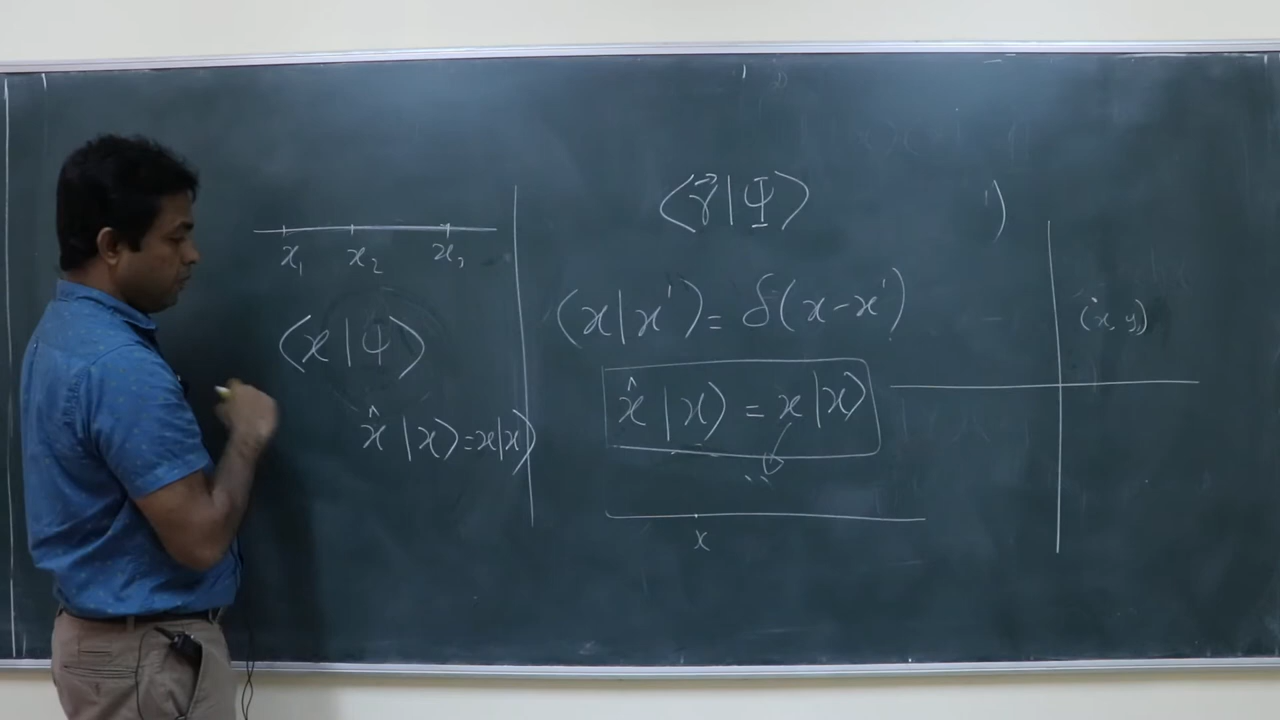 x₁ x₂ x₃
⟨x|ψ⟩
x̂ |x⟩=x|x⟩
⟨r⃗|Ψ⟩
⟨x|x'⟩= δ(x-x')
x̂ |x⟩ = x|x⟩
x
(x, y)